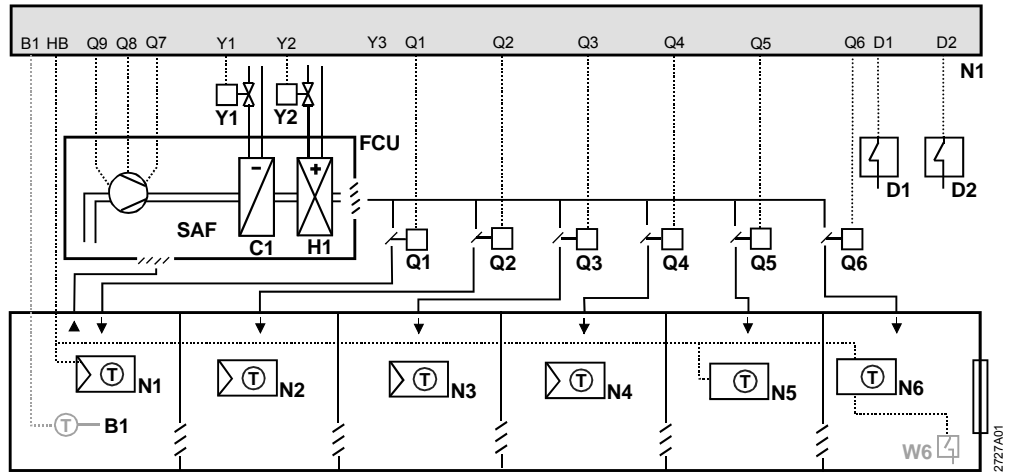 B1 HB Q9 Q8 Q7 Y1 Y2 Y3 Q1 Q2 Q3 Q4 Q5 Q6 D1 D2
N1
Y1 Y2
FCU
- +
D1 D2
SAF C1 H1
Q1 Q2 Q3 Q4 Q5 Q6
T N1 T N2 T N3 T N4 T N5 T N6
T B1
W6
2727A01